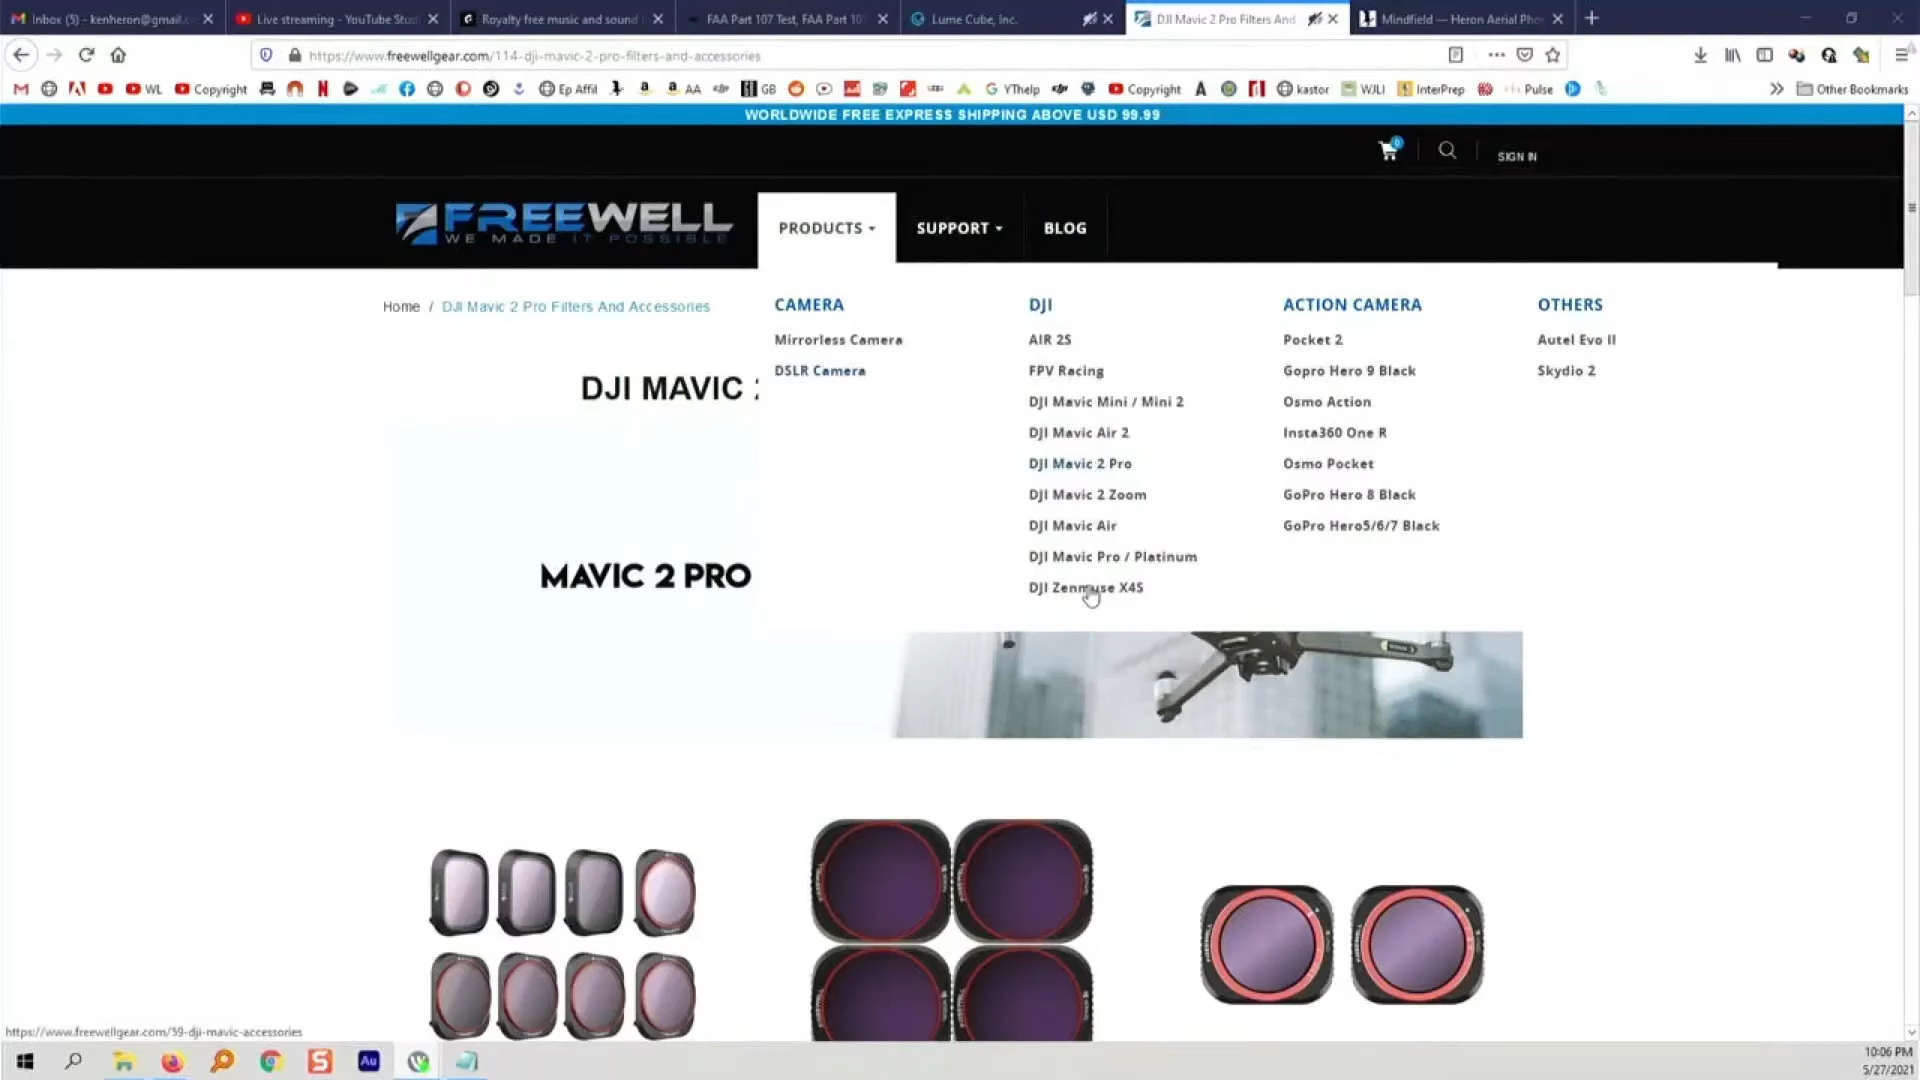 Inbox (5) - kenheron@gmail.c
Live streaming - YouTube Stud
Royalty free music and sound
FAA Part 107 Test, FAA Part 10
Lume Cube, Inc.
DJI Mavic 2 Pro Filters And
Mindfield — Heron Aerial Pho
https://www.freewellgear.com/114-dji-mavic-2-pro-filters-and-accessories
WL
Copyright
Ep Affil
AA
GB
YThelp
Copyright
kastor
WJLI
InterPrep
Pulse
Other Bookmarks
WORLDWIDE FREE EXPRESS SHIPPING ABOVE USD 99.99
0
SIGN IN
FREEWELL
WE MADE IT POSSIBLE
PRODUCTS
SUPPORT
BLOG
Home / DJI Mavic 2 Pro Filters And Accessories
CAMERA
Mirrorless Camera
DSLR Camera
DJI
AIR 2S
FPV Racing
DJI Mavic Mini / Mini 2
DJI Mavic Air 2
DJI Mavic 2 Pro
DJI Mavic 2 Zoom
DJI Mavic Air
DJI Mavic Pro / Platinum
DJI Zenmuse X4S
ACTION CAMERA
Pocket 2
Gopro Hero 9 Black
Osmo Action
Insta360 One R
Osmo Pocket
GoPro Hero 8 Black
GoPro Hero5/6/7 Black
OTHERS
Autel Evo II
Skydio 2
DJI MAVIC
MAVIC 2 PRO
https://www.freewellgear.com/39-dji-mavic-accessories
Au
10:06 PM
5/27/2021